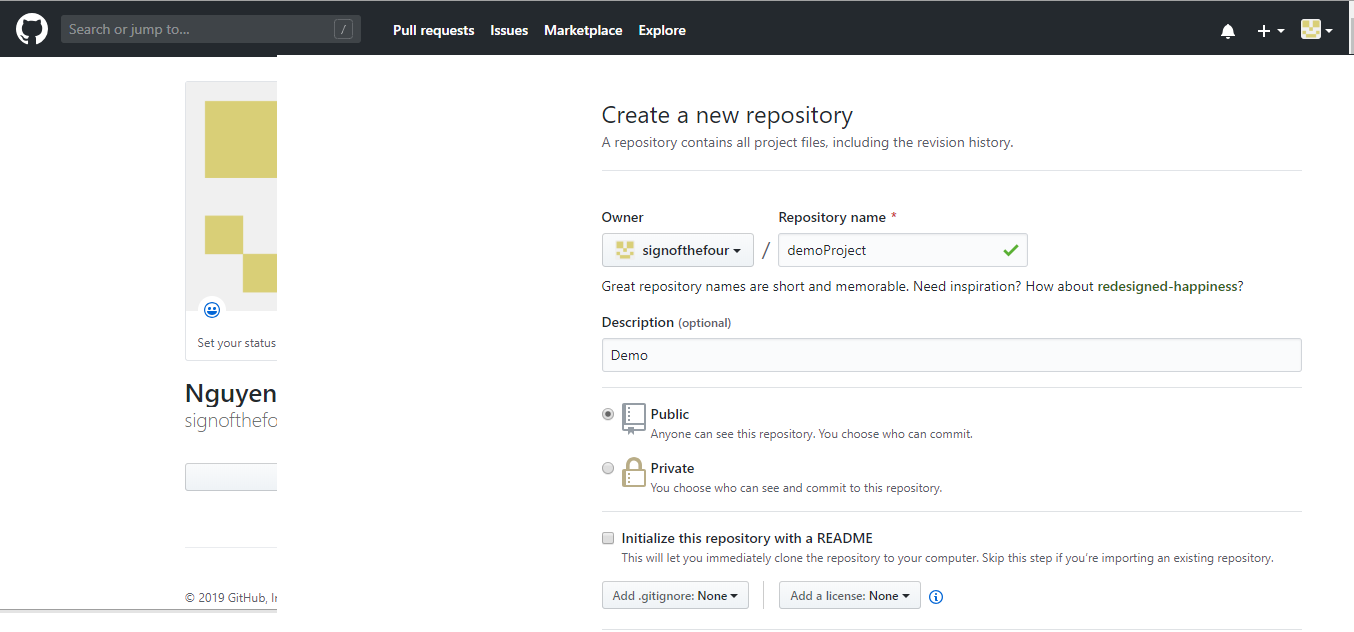 Search or jump to... /
Pull requests Issues Marketplace Explore
Create a new repository
A repository contains all project files, including the revision history.
Owner Repository name *
signofthefour / demoProject
Great repository names are short and memorable. Need inspiration? How about redesigned-happiness?
Description (optional)
Demo
Public
Anyone can see this repository. You choose who can commit.
Private
You choose who can see and commit to this repository.
Initialize this repository with a README
This will let you immediately clone the repository to your computer. Skip this step if you’re importing an existing repository.
Add .gitignore: None Add a license: None
Set your status
Nguyen
signofthefo
© 2019 GitHub, In